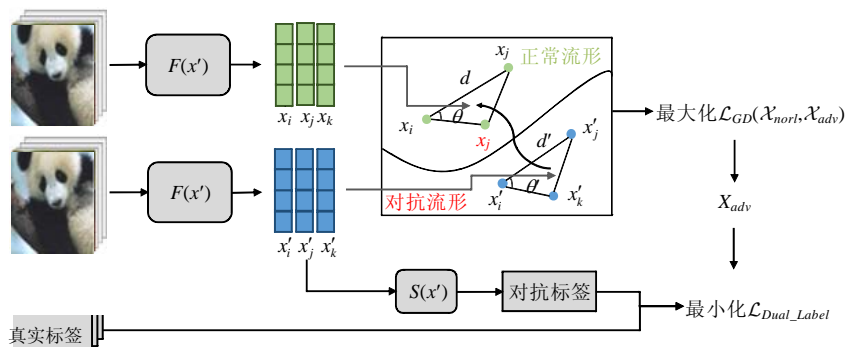 F(x′)
x_i x_j x_k
x_j
正常流形
d
x_i
θ
x_j
最大化ℒ_GD(𝒳_norl,𝒳_adv)
F(x′)
x′_i x′_j x′_k
d′
x′_j
x′_i
θ′
x′_k
对抗流形
X_adv
S(x′)
对抗标签
最小化ℒ_Dual_Label
真实标签